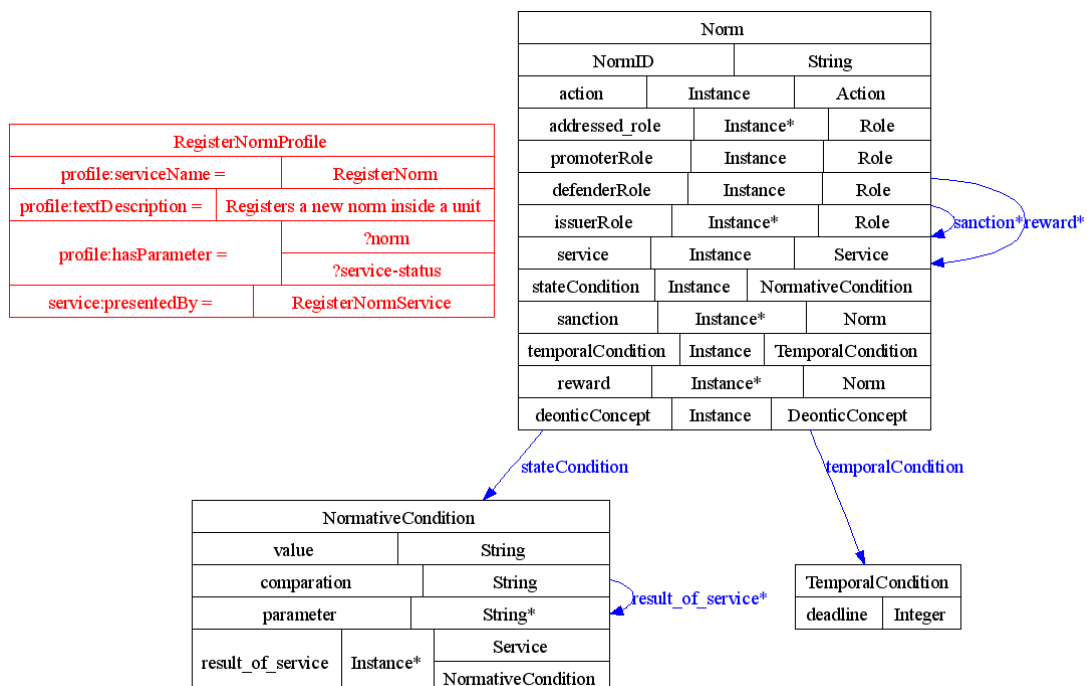 Norm
NormID String
action Instance Action
addressed_role Instance* Role
promoterRole Instance Role
defenderRole Instance Role
issuerRole Instance* Role
service Instance Service
stateCondition Instance NormativeCondition
sanction Instance* Norm
temporalCondition Instance TemporalCondition
reward Instance* Norm
deonticConcept Instance DeonticConcept
sanction*reward*
RegisterNormProfile
profile:serviceName = RegisterNorm
profile:textDescription = Registers a new norm inside a unit
profile:hasParameter = ?norm
?service-status
service:presentedBy = RegisterNormService
stateCondition
temporalCondition
NormativeCondition
value String
comparation String
parameter String*
result_of_service Instance* Service
NormativeCondition
result_of_service*
TemporalCondition
deadline Integer